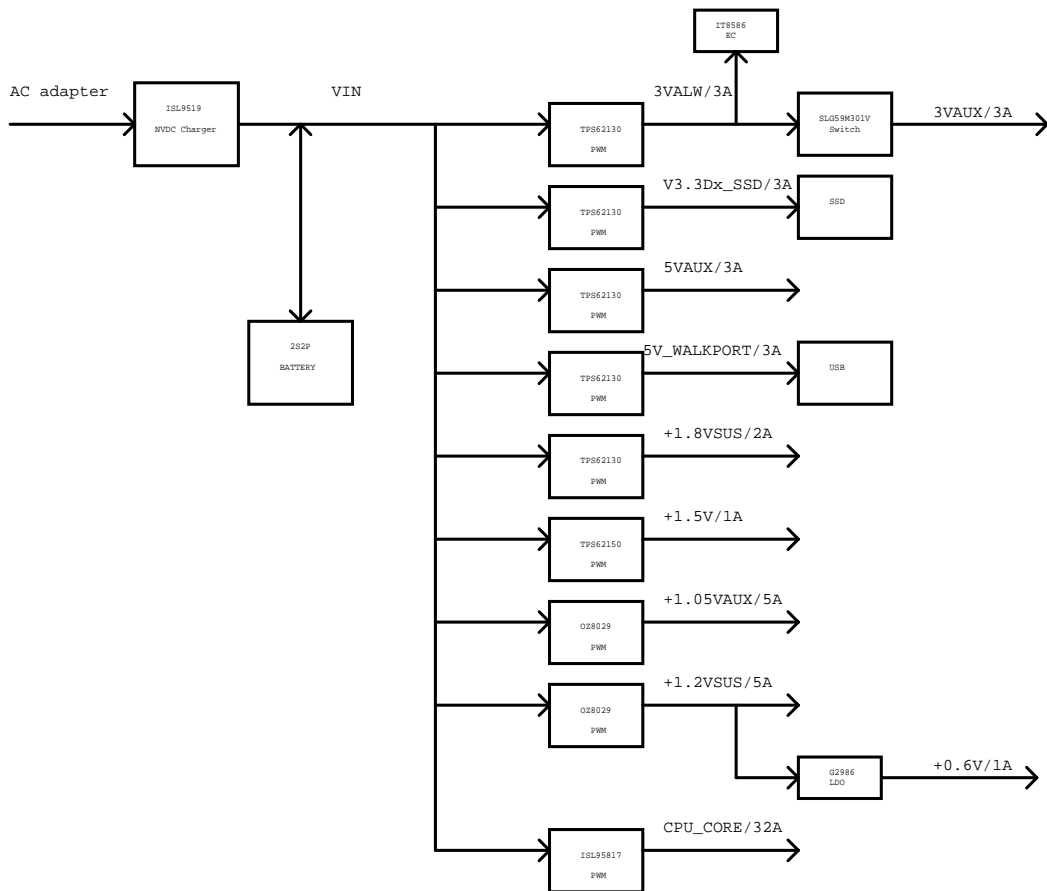 IT8586
EC
AC adapter
ISL9519
NVDC Charger
VIN
TPS62130
PWM
3VALW/3A
SLG59M301V
Switch
3VAUX/3A
TPS62130
PWM
V3.3Dx_SSD/3A
SSD
TPS62130
PWM
5VAUX/3A
2S2P
BATTERY
TPS62130
PWM
5V_WALKPORT/3A
USB
TPS62130
PWM
+1.8VSUS/2A
TPS62150
PWM
+1.5V/1A
OZ8029
PWM
+1.05VAUX/5A
OZ8029
PWM
+1.2VSUS/5A
G2986
LDO
+0.6V/1A
ISL95817
PWM
CPU_CORE/32A